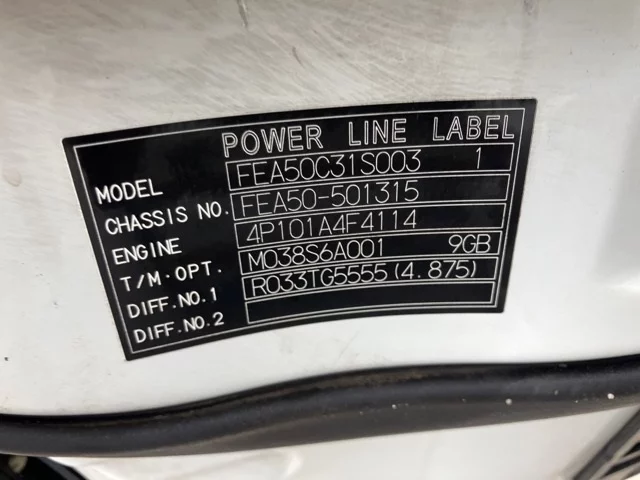 POWER LINE LABEL
MODEL FEA50C31S003 1
CHASSIS NO. FEA50-501315
ENGINE 4P101A4F4114
T/M·OPT. M038S6A001 9GB
DIFF.NO.1 R033TG5555(4.875)
DIFF.NO.2